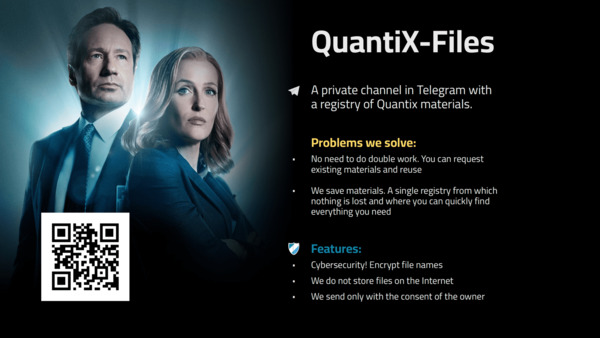 QuantiX-Files
A private channel in Telegram with
a registry of Quantix materials.
Problems we solve:
• No need to do double work. You can request
existing materials and reuse
• We save materials. A single registry from which
nothing is lost and where you can quickly find
everything you need
Features:
• Cybersecurity! Encrypt file names
• We do not store files on the Internet
• We send only with the consent of the owner